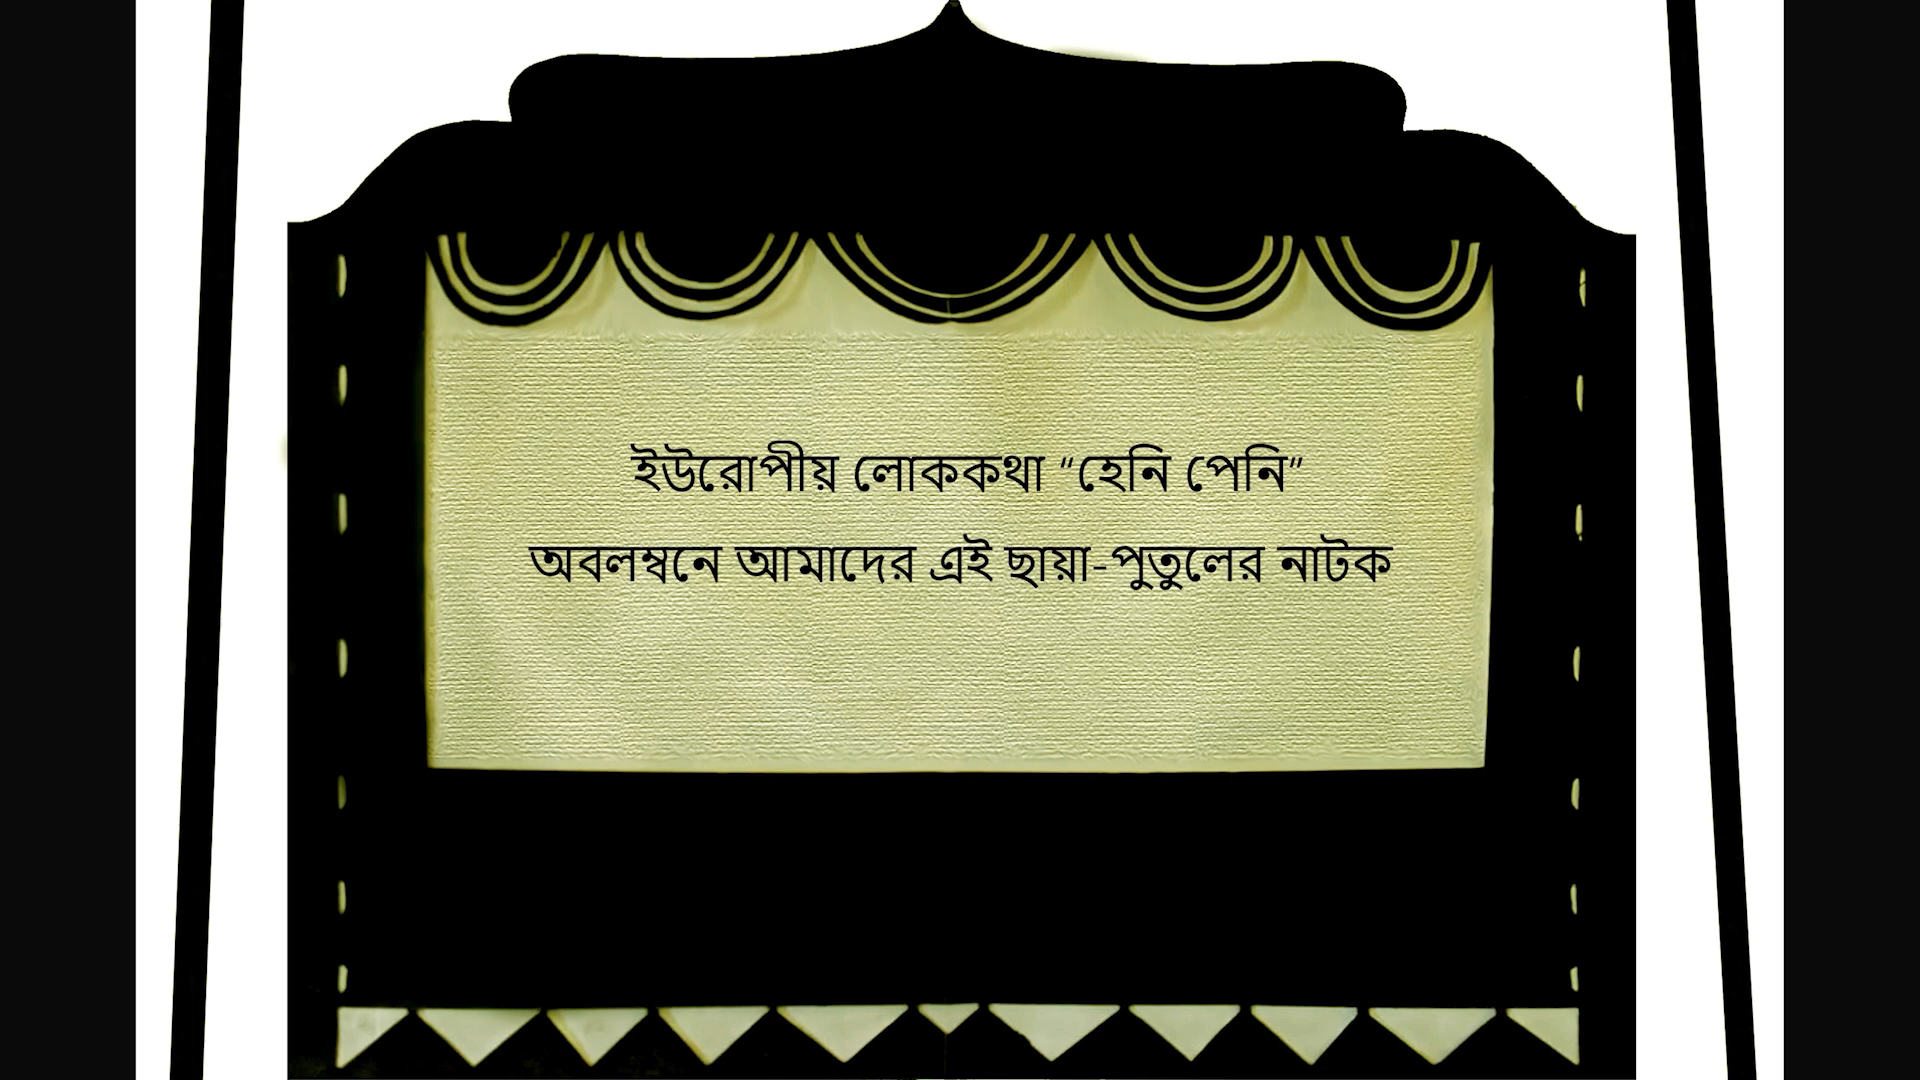 ইউরোপীয় লোককথা “হেনি পেনি”
অবলম্বনে আমাদের এই ছায়া-পুতুলের নাটক